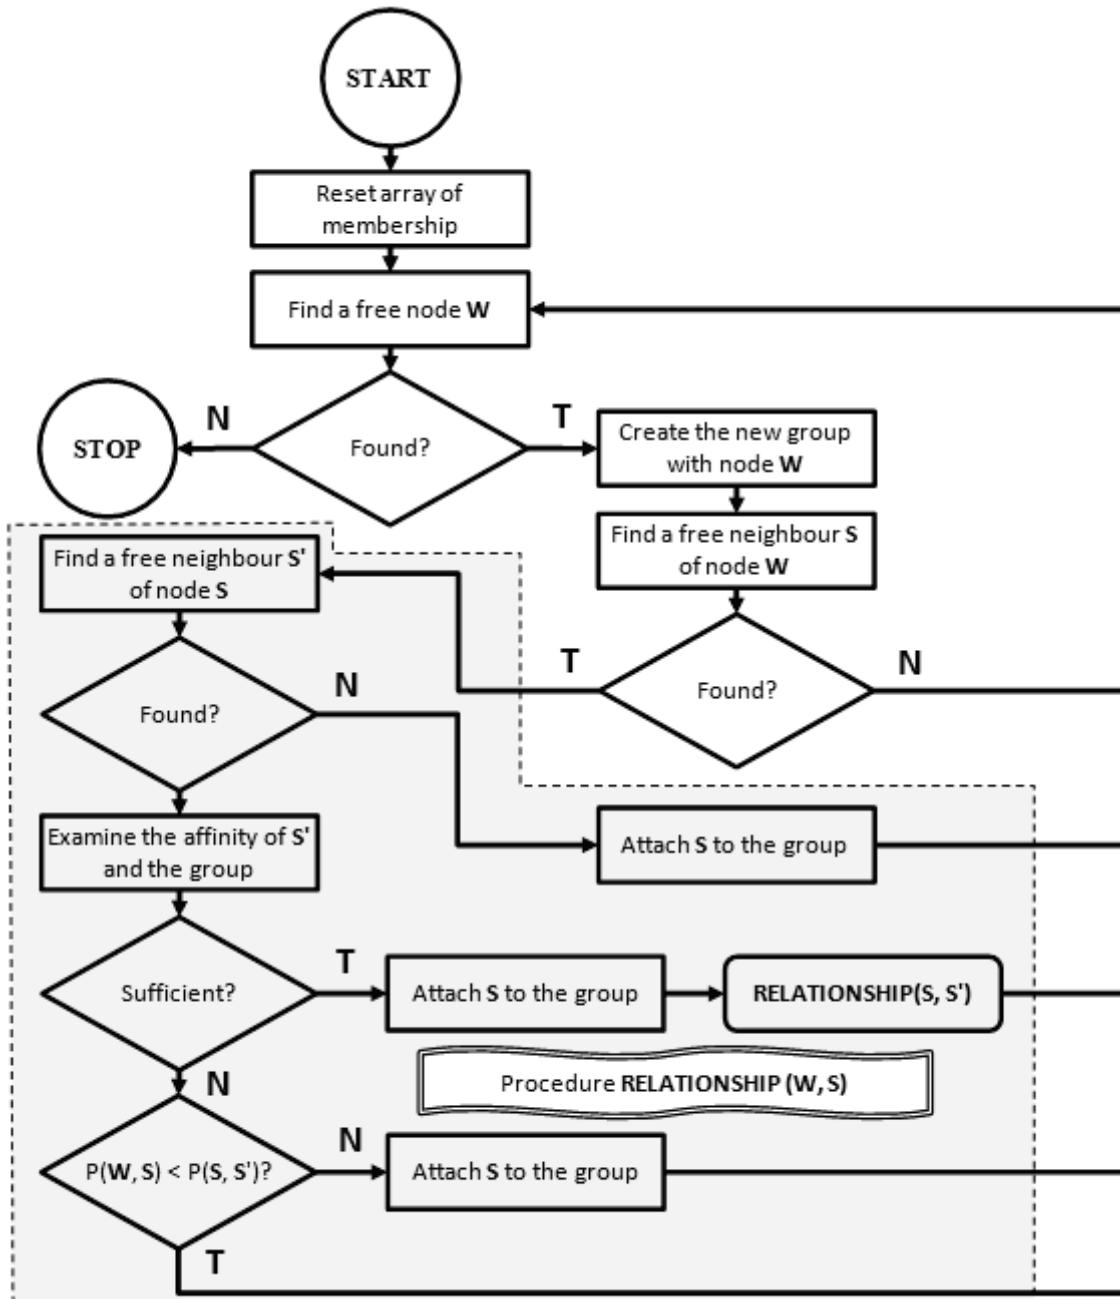 START
Reset array of
membership
Find a free node W
Found?
N
T
STOP
Create the new group
with node W
Find a free neighbour S
of node W
Found?
T
N
Find a free neighbour S'
of node S
Found?
N
Examine the affinity of S'
and the group
Attach S to the group
Sufficient?
T
Attach S to the group
RELATIONSHIP(S, S')
N
Procedure RELATIONSHIP (W, S)
P(W, S) < P(S, S')?
N
Attach S to the group
T